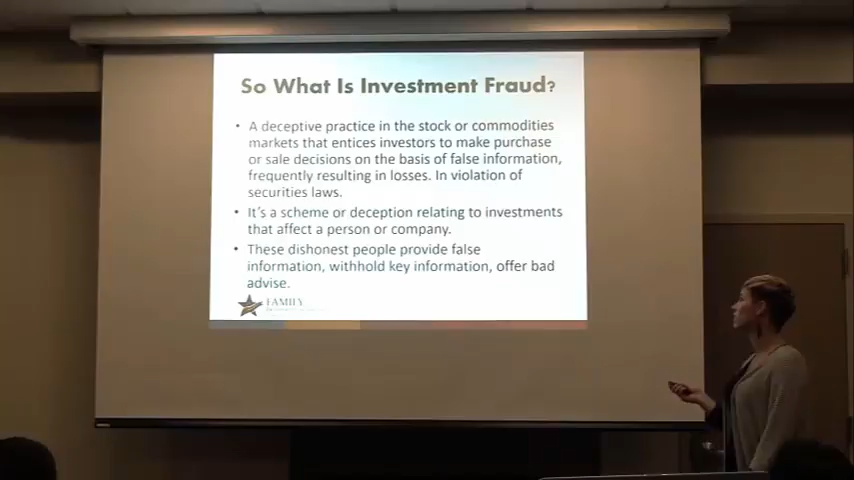 So What Is Investment Fraud?
• A deceptive practice in the stock or commodities
markets that entices investors to make purchase
or sale decisions on the basis of false information,
frequently resulting in losses. In violation of
securities laws.
• It's a scheme or deception relating to investments
that affect a person or company.
• These dishonest people provide false
information, withhold key information, offer bad
advise.
FAMILY